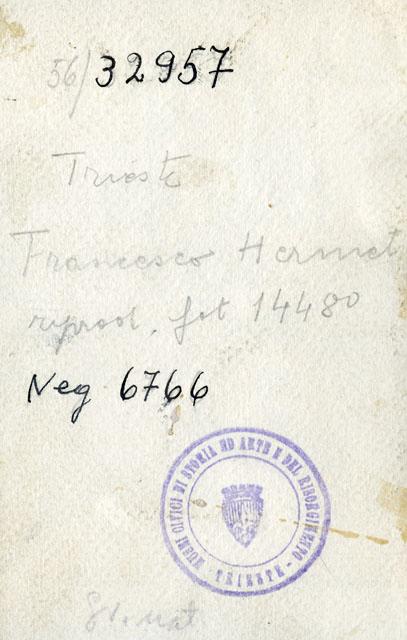 56/32957
Trieste
Francesco Hermet
riprod. fot 14480
Neg 6766
MUSEI CIVICI DI STORIA ED ARTE E DEL RISORGIMENTO
- TRIESTE -